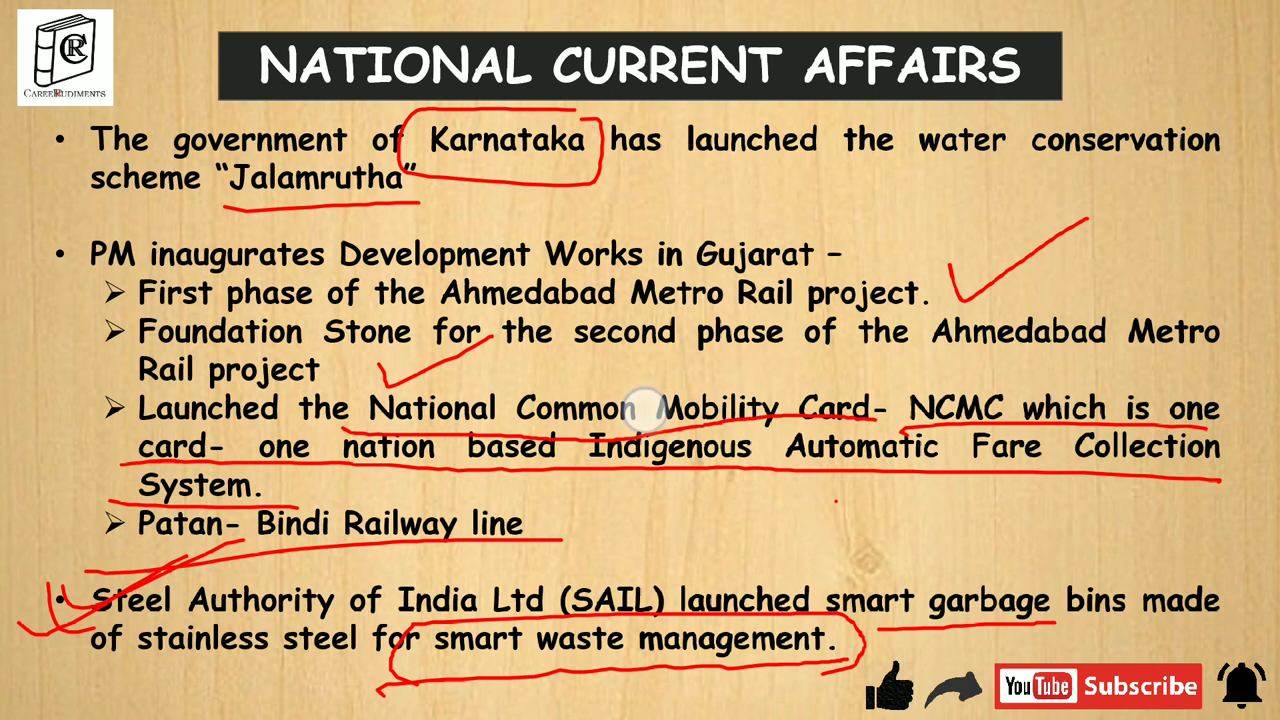 CR
CAREERUDIMENTS
NATIONAL CURRENT AFFAIRS
• The government of Karnataka has launched the water conservation
scheme “Jalamrutha”
• PM inaugurates Development Works in Gujarat –
➢ First phase of the Ahmedabad Metro Rail project.
➢ Foundation Stone for the second phase of the Ahmedabad Metro
Rail project
➢ Launched the National Common Mobility Card- NCMC which is one
card- one nation based Indigenous Automatic Fare Collection
System.
➢ Patan- Bindi Railway line
• Steel Authority of India Ltd (SAIL) launched smart garbage bins made
of stainless steel for smart waste management.
YouTube Subscribe